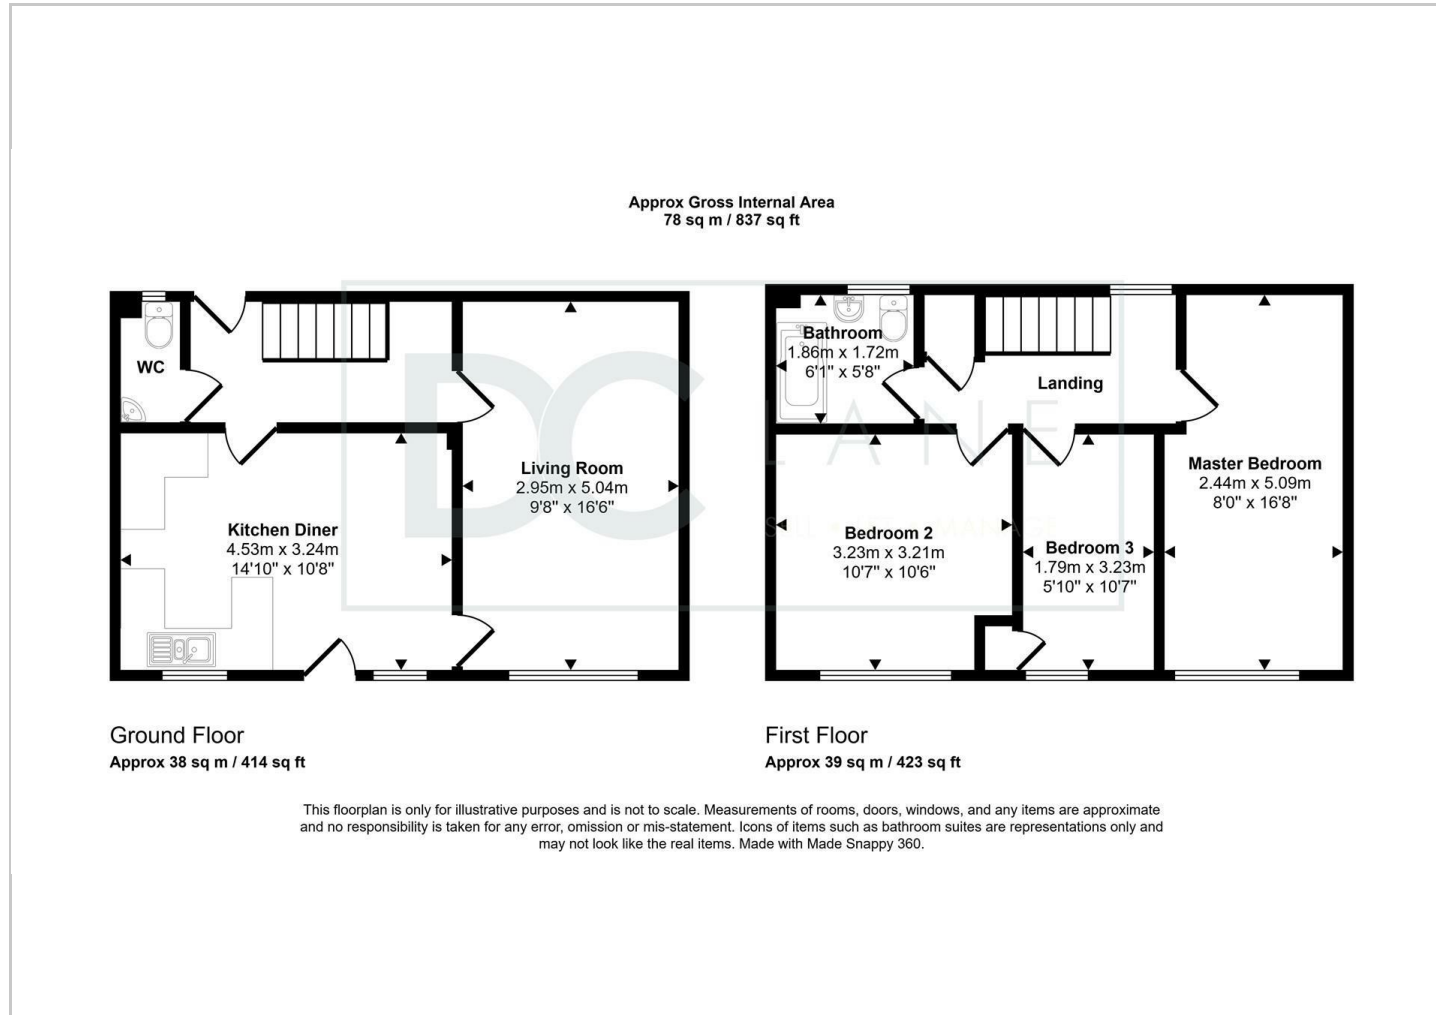 Approx Gross Internal Area
78 sq m / 837 sq ft
WC
Living Room
2.95m x 5.04m
9'8" x 16'6"
Kitchen Diner
4.53m x 3.24m
14'10" x 10'8"
Bathroom
1.86m x 1.72m
6'1" x 5'8"
Landing
Master Bedroom
2.44m x 5.09m
8'0" x 16'8"
Bedroom 2
3.23m x 3.21m
10'7" x 10'6"
Bedroom 3
1.79m x 3.23m
5'10" x 10'7"
DC LANE
Ground Floor
Approx 38 sq m / 414 sq ft
First Floor
Approx 39 sq m / 423 sq ft
This floorplan is only for illustrative purposes and is not to scale. Measurements of rooms, doors, windows, and any items are approximate
and no responsibility is taken for any error, omission or mis-statement. Icons of items such as bathroom suites are representations only and
may not look like the real items. Made with Made Snappy 360.